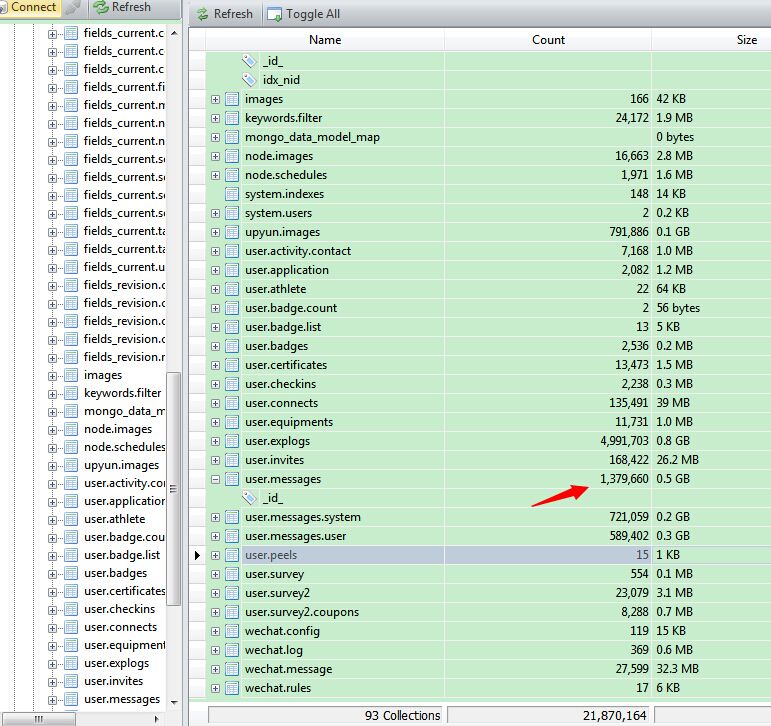 Connect Refresh
fields_current.c
fields_current.c
fields_current.c
fields_current.fi
fields_current.m
fields_current.n
fields_current.n
fields_current.se
fields_current.se
fields_current.se
fields_current.se
fields_current.ta
fields_current.ta
fields_current.u
fields_revision.c
fields_revision.c
fields_revision.c
fields_revision.c
fields_revision.r
images
keywords.filter
mongo_data_m
node.images
node.schedules
upyun.images
user.activity.con
user.application
user.athlete
user.badge.cou
user.badge.list
user.badges
user.certificates
user.checkins
user.connects
user.equipment
user.explogs
user.invites
user.messages
Refresh Toggle All
Name Count Size
_id_
idx_nid
images 166 42 KB
keywords.filter 24,172 1.9 MB
mongo_data_model_map 0 bytes
node.images 16,663 2.8 MB
node.schedules 1,971 1.6 MB
system.indexes 148 14 KB
system.users 2 0.2 KB
upyun.images 791,886 0.1 GB
user.activity.contact 7,168 1.0 MB
user.application 2,082 1.2 MB
user.athlete 22 64 KB
user.badge.count 2 56 bytes
user.badge.list 13 5 KB
user.badges 2,536 0.2 MB
user.certificates 13,473 1.5 MB
user.checkins 2,238 0.3 MB
user.connects 135,491 39 MB
user.equipments 11,731 1.0 MB
user.explogs 4,991,703 0.8 GB
user.invites 168,422 26.2 MB
user.messages 1,379,660 0.5 GB
_id_
user.messages.system 721,059 0.2 GB
user.messages.user 589,402 0.3 GB
user.peels 15 1 KB
user.survey 554 0.1 MB
user.survey2 23,079 3.1 MB
user.survey2.coupons 8,288 0.7 MB
wechat.config 119 15 KB
wechat.log 369 0.6 MB
wechat.message 27,599 32.3 MB
wechat.rules 17 6 KB
93 Collections 21,870,164